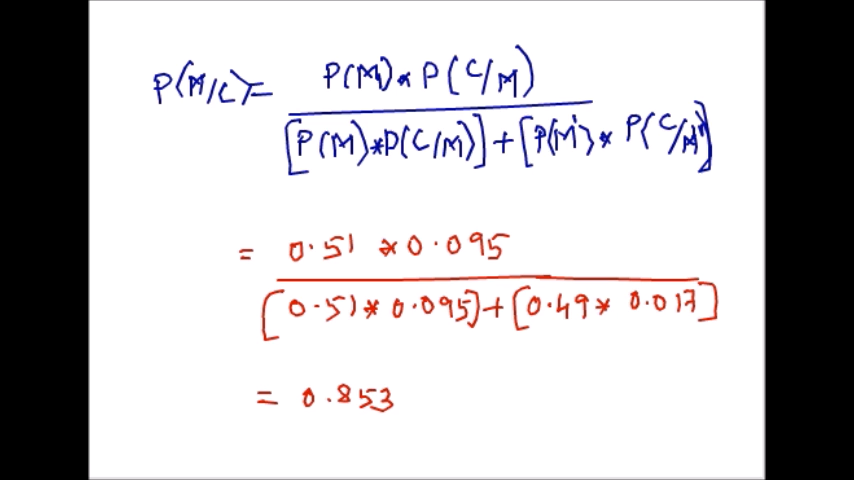 P(M/C)= P(M) * P(C/M)
[P(M)*P(C/M)]+[P(M') * P(C/M')]
= 0.51 * 0.095
[0.51* 0.095]+[0.49* 0.017]
= 0.853